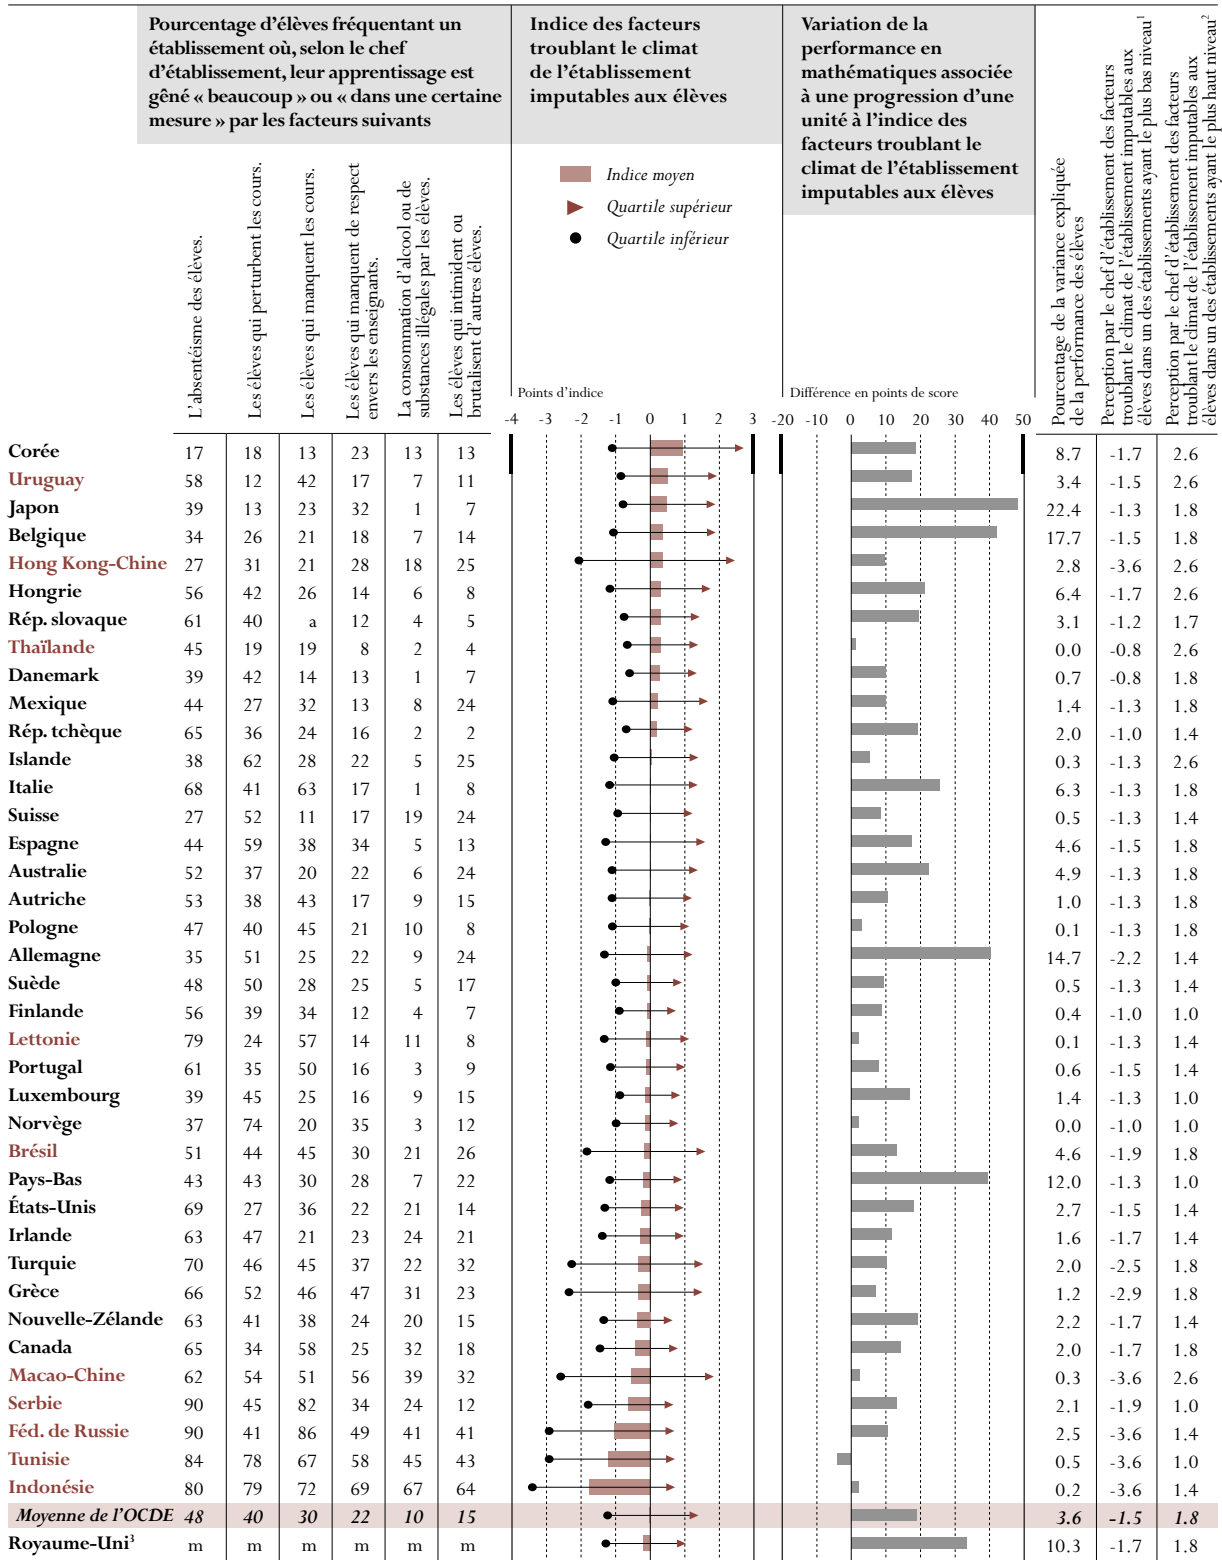 Pourcentage d'élèves fréquentant un
établissement où, selon le chef
d'établissement, leur apprentissage est
gêné « beaucoup » ou « dans une certaine
mesure » par les facteurs suivants
Indice des facteurs
troublant le climat
de l'établissement
imputables aux élèves
Variation de la
performance en
mathématiques associée
à une progression d'une
unité à l'indice des
facteurs troublant le
climat de l'établissement
imputables aux élèves
L'absentéisme des élèves.
Les élèves qui perturbent les cours.
Les élèves qui manquent les cours.
Les élèves qui manquent de respect
envers les enseignants.
La consommation d'alcool ou de
substances illégales par les élèves.
Les élèves qui intimident ou
brutalisent d'autres élèves.
Indice moyen
Quartile supérieur
Quartile inférieur
Pourcentage de la variance expliquée
de la performance des élèves
Perception par le chef d'établissement des facteurs
troublant le climat de l'établissement imputables aux
élèves dans un des établissements ayant le plus bas niveau¹
Perception par le chef d'établissement des facteurs
troublant le climat de l'établissement imputables aux
élèves dans un des établissements ayant le plus haut niveau²
Points d'indice
Différence en points de score
-4 -3 -2 -1 0 1 2 3
-20 -10 0 10 20 30 40 50
Corée 17 18 13 23 13 13 8.7 -1.7 2.6
Uruguay 58 12 42 17 7 11 3.4 -1.5 2.6
Japon 39 13 23 32 1 7 22.4 -1.3 1.8
Belgique 34 26 21 18 7 14 17.7 -1.5 1.8
Hong Kong-Chine 27 31 21 28 18 25 2.8 -3.6 2.6
Hongrie 56 42 26 14 6 8 6.4 -1.7 2.6
Rép. slovaque 61 40 a 12 4 5 3.1 -1.2 1.7
Thaïlande 45 19 19 8 2 4 0.0 -0.8 2.6
Danemark 39 42 14 13 1 7 0.7 -0.8 1.8
Mexique 44 27 32 13 8 24 1.4 -1.3 1.8
Rép. tchèque 65 36 24 16 2 2 2.0 -1.0 1.4
Islande 38 62 28 22 5 25 0.3 -1.3 2.6
Italie 68 41 63 17 1 8 6.3 -1.3 1.8
Suisse 27 52 11 17 19 24 0.5 -1.3 1.4
Espagne 44 59 38 34 5 13 4.6 -1.5 1.8
Australie 52 37 20 22 6 24 4.9 -1.3 1.8
Autriche 53 38 43 17 9 15 1.0 -1.3 1.8
Pologne 47 40 45 21 10 8 0.1 -1.3 1.8
Allemagne 35 51 25 22 9 24 14.7 -2.2 1.4
Suède 48 50 28 25 5 17 0.5 -1.3 1.4
Finlande 56 39 34 12 4 7 0.4 -1.0 1.0
Lettonie 79 24 57 14 11 8 0.1 -1.3 1.4
Portugal 61 35 50 16 3 9 0.6 -1.5 1.4
Luxembourg 39 45 25 16 9 15 1.4 -1.3 1.0
Norvège 37 74 20 35 3 12 0.0 -1.0 1.0
Brésil 51 44 45 30 21 26 4.6 -1.9 1.8
Pays-Bas 43 43 30 28 7 22 12.0 -1.3 1.0
États-Unis 69 27 36 22 21 14 2.7 -1.5 1.4
Irlande 63 47 21 23 24 21 1.6 -1.7 1.4
Turquie 70 46 45 37 22 32 2.0 -2.5 1.8
Grèce 66 52 46 47 31 23 1.2 -2.9 1.8
Nouvelle-Zélande 63 41 38 24 20 15 2.2 -1.7 1.4
Canada 65 34 58 25 32 18 2.0 -1.7 1.8
Macao-Chine 62 54 51 56 39 32 0.3 -3.6 2.6
Serbie 90 45 82 34 24 12 2.1 -1.9 1.0
Féd. de Russie 90 41 86 49 41 41 2.5 -3.6 1.4
Tunisie 84 78 67 58 45 43 0.5 -3.6 1.0
Indonésie 80 79 72 69 67 64 0.2 -3.6 1.4
Moyenne de l'OCDE 48 40 30 22 10 15 3.6 -1.5 1.8
Royaume-Uni³ m m m m m m 10.3 -1.7 1.8